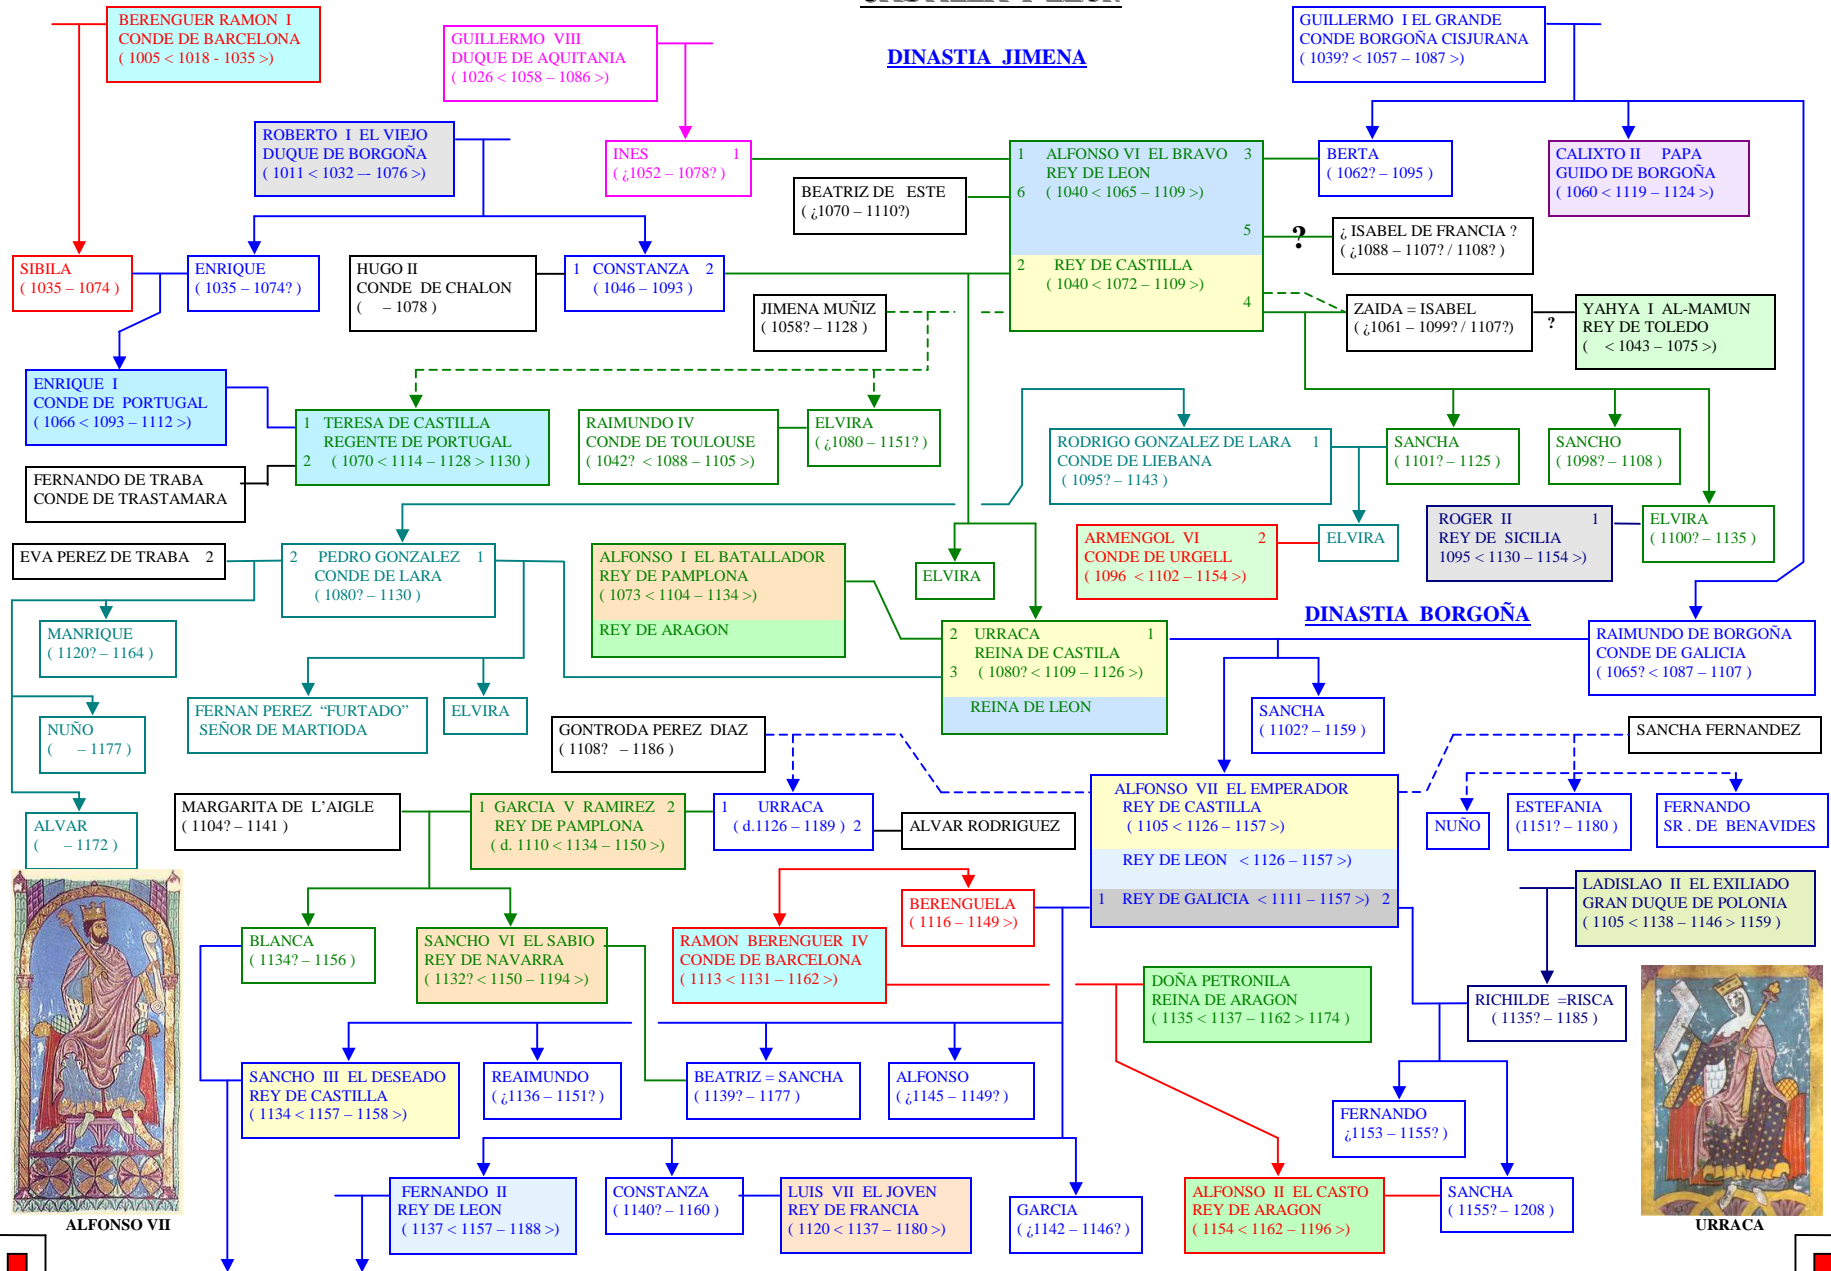 DINASTIA JIMENA
BERENGUER RAMON I
CONDE DE BARCELONA
( 1005 < 1018 - 1035 >)
GUILLERMO VIII
DUQUE DE AQUITANIA
( 1026 < 1058 – 1086 >)
GUILLERMO I EL GRANDE
CONDE BORGOÑA CISJURANA
( 1039? < 1057 – 1087 >)
ROBERTO I EL VIEJO
DUQUE DE BORGOÑA
( 1011 < 1032 –- 1076 >)
INES 1
( ¿1052 – 1078? )
BEATRIZ DE ESTE
( ¿1070 – 1110?)
1 ALFONSO VI EL BRAVO 3
REY DE LEON
6 ( 1040 < 1065 – 1109 >)
5
2 REY DE CASTILLA
( 1040 < 1072 – 1109 >)
4
BERTA
( 1062? – 1095 )
CALIXTO II PAPA
GUIDO DE BORGOÑA
( 1060 < 1119 – 1124 >)
?
¿ ISABEL DE FRANCIA ?
( ¿1088 – 1107? / 1108? )
SIBILA
( 1035 – 1074 )
ENRIQUE
( 1035 – 1074? )
HUGO II
CONDE DE CHALON
( – 1078 )
1 CONSTANZA 2
( 1046 – 1093 )
JIMENA MUÑIZ
( 1058? – 1128 )
ZAIDA = ISABEL
( ¿1061 – 1099? / 1107?)
?
YAHYA I AL-MAMUN
REY DE TOLEDO
( < 1043 – 1075 >)
ENRIQUE I
CONDE DE PORTUGAL
( 1066 < 1093 – 1112 >)
1 TERESA DE CASTILLA
REGENTE DE PORTUGAL
2 ( 1070 < 1114 – 1128 > 1130 )
RAIMUNDO IV
CONDE DE TOULOUSE
( 1042? < 1088 – 1105 >)
ELVIRA
( ¿1080 – 1151? )
RODRIGO GONZALEZ DE LARA 1
CONDE DE LIEBANA
( 1095? – 1143 )
SANCHA
( 1101? – 1125 )
SANCHO
( 1098? – 1108 )
FERNANDO DE TRABA
CONDE DE TRASTAMARA
ARMENGOL VI 2
CONDE DE URGELL
( 1096 < 1102 – 1154 >)
ELVIRA
ROGER II 1
REY DE SICILIA
1095 < 1130 – 1154 >)
ELVIRA
( 1100? – 1135 )
EVA PEREZ DE TRABA 2
2 PEDRO GONZALEZ 1
CONDE DE LARA
( 1080? – 1130 )
ALFONSO I EL BATALLADOR
REY DE PAMPLONA
( 1073 < 1104 – 1134 >)
REY DE ARAGON
ELVIRA
DINASTIA BORGOÑA
MANRIQUE
( 1120? – 1164 )
2 URRACA 1
REINA DE CASTILA
3 ( 1080? < 1109 – 1126 >)
REINA DE LEON
RAIMUNDO DE BORGOÑA
CONDE DE GALICIA
( 1065? < 1087 – 1107 )
FERNAN PEREZ “FURTADO”
SEÑOR DE MARTIODA
ELVIRA
NUÑO
( – 1177 )
GONTRODA PEREZ DIAZ
( 1108? – 1186 )
SANCHA
( 1102? – 1159 )
SANCHA FERNANDEZ
ALFONSO VII EL EMPERADOR
REY DE CASTILLA
( 1105 < 1126 – 1157 >)
REY DE LEON < 1126 – 1157 >)
1 REY DE GALICIA < 1111 – 1157 >) 2
ALVAR
( – 1172 )
MARGARITA DE L’AIGLE
( 1104? – 1141 )
1 GARCIA V RAMIREZ 2
REY DE PAMPLONA
( d. 1110 < 1134 – 1150 >)
1 URRACA
( d.1126 – 1189 ) 2
ALVAR RODRIGUEZ
NUÑO
ESTEFANIA
(1151? – 1180 )
FERNANDO
SR . DE BENAVIDES
BERENGUELA
( 1116 – 1149 >)
LADISLAO II EL EXILIADO
GRAN DUQUE DE POLONIA
( 1105 < 1138 – 1146 > 1159 )
BLANCA
( 1134? – 1156 )
SANCHO VI EL SABIO
REY DE NAVARRA
( 1132? < 1150 – 1194 >)
RAMON BERENGUER IV
CONDE DE BARCELONA
( 1113 < 1131 – 1162 >)
DOÑA PETRONILA
REINA DE ARAGON
( 1135 < 1137 – 1162 > 1174 )
RICHILDE =RISCA
( 1135? – 1185 )
SANCHO III EL DESEADO
REY DE CASTILLA
( 1134 < 1157 – 1158 >)
REAIMUNDO
( ¿1136 – 1151? )
BEATRIZ = SANCHA
( 1139? – 1177 )
ALFONSO
( ¿1145 – 1149? )
FERNANDO
¿1153 – 1155? )
FERNANDO II
REY DE LEON
( 1137 < 1157 – 1188 >)
CONSTANZA
( 1140? – 1160 )
LUIS VII EL JOVEN
REY DE FRANCIA
( 1120 < 1137 – 1180 >)
GARCIA
( ¿1142 – 1146? )
ALFONSO II EL CASTO
REY DE ARAGON
( 1154 < 1162 – 1196 >)
SANCHA
( 1155? – 1208 )
ALFONSO VII
URRACA